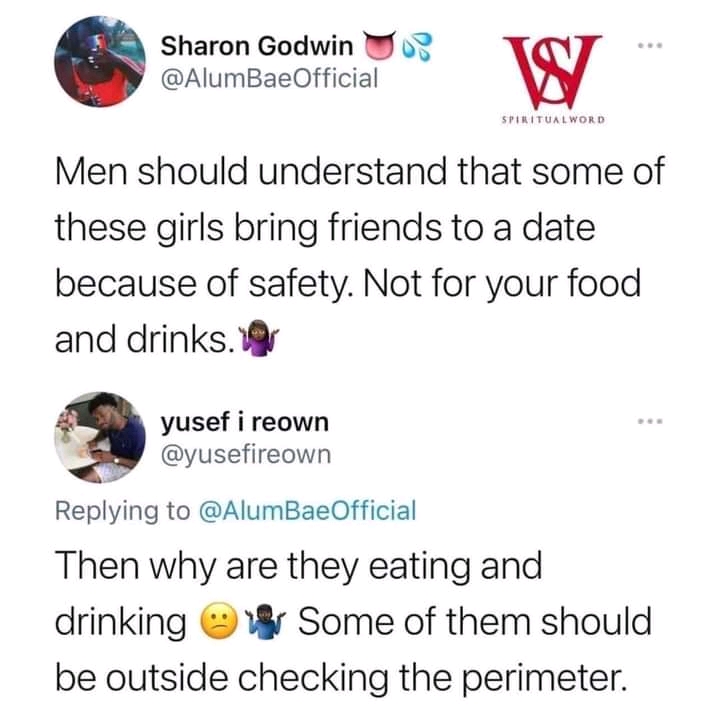 Sharon Godwin 👅💦
@AlumBaeOfficial
WS
SPIRITUALWORD
Men should understand that some of
these girls bring friends to a date
because of safety. Not for your food
and drinks.🤷🏾‍♀️
yusef i reown
@yusefireown
Replying to @AlumBaeOfficial
Then why are they eating and
drinking 😕🤷🏿‍♂️ Some of them should
be outside checking the perimeter.